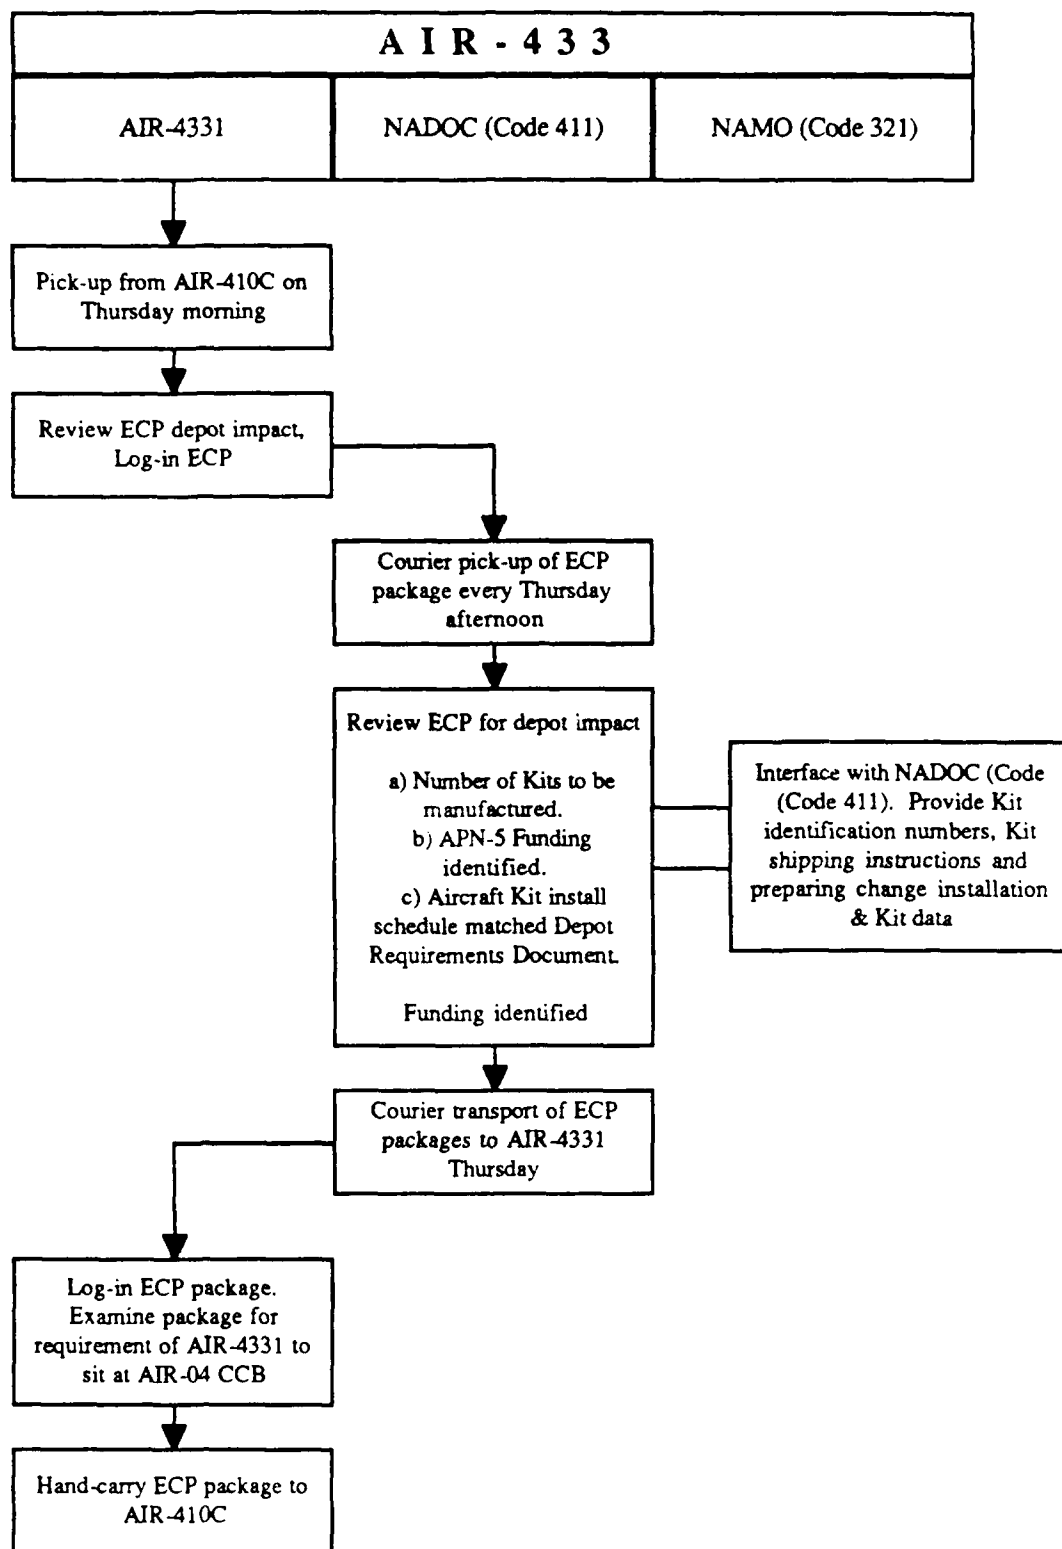 AIR-433
AIR-4331
NADOC (Code 411)
NAMO (Code 321)
Pick-up from AIR-410C on
Thursday morning
Review ECP depot impact,
Log-in ECP
Courier pick-up of ECP
package every Thursday
afternoon
Review ECP for depot impact
a) Number of Kits to be
manufactured.
b) APN-5 Funding
identified.
c) Aircraft Kit install
schedule matched Depot
Requirements Document.
Funding identified
Interface with NADOC (Code
(Code 411). Provide Kit
identification numbers, Kit
shipping instructions and
preparing change installation
& Kit data
Courier transport of ECP
packages to AIR-4331
Thursday
Log-in ECP package.
Examine package for
requirement of AIR-4331 to
sit at AIR-04 CCB
Hand-carry ECP package to
AIR-410C